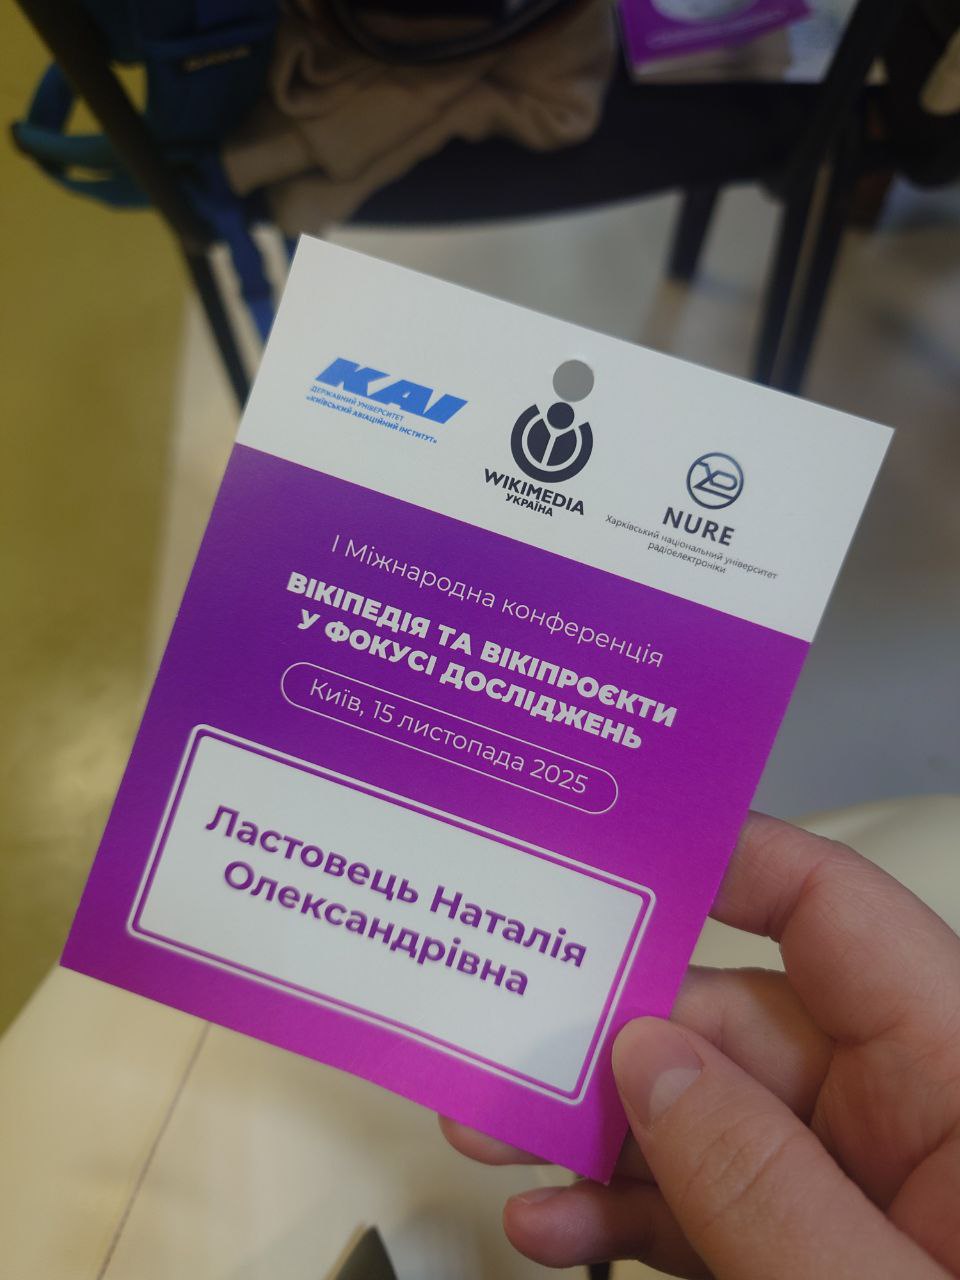 KAI
ДЕРЖАВНИЙ УНІВЕРСИТЕТ
«КИЇВСЬКИЙ АВІАЦІЙНИЙ ІНСТИТУТ»
WIKIMEDIA
УКРАЇНА
NURE
Харківський національний університет
радіоелектроніки
І Міжнародна конференція
ВІКІПЕДІЯ ТА ВІКІПРОЄКТИ
У ФОКУСІ ДОСЛІДЖЕНЬ
Київ, 15 листопада 2025
Ластовець Наталія
Олександрівна